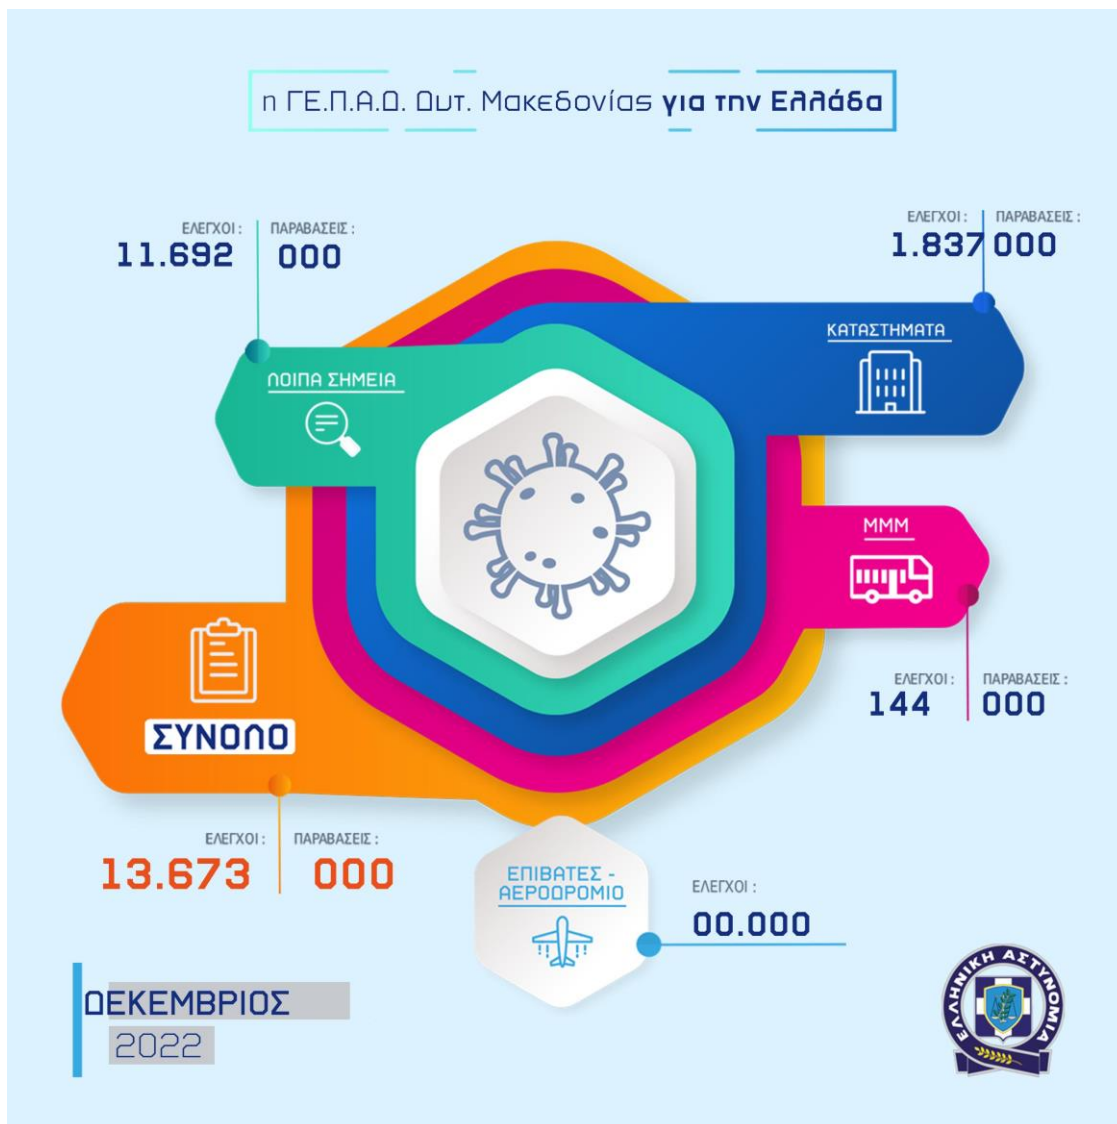 η ΓΕ.Π.Α.Δ. Δυτ. Μακεδονίας για την Ελλάδα
ΕΛΕΓΧΟΙ : ΠΑΡΑΒΑΣΕΙΣ :
11.692 000
ΕΛΕΓΧΟΙ : ΠΑΡΑΒΑΣΕΙΣ :
1.837 000
ΚΑΤΑΣΤΗΜΑΤΑ
ΛΟΙΠΑ ΣΗΜΕΙΑ
ΜΜΜ
ΕΛΕΓΧΟΙ : ΠΑΡΑΒΑΣΕΙΣ :
144 000
ΣΥΝΟΛΟ
ΕΛΕΓΧΟΙ : ΠΑΡΑΒΑΣΕΙΣ :
13.673 000
ΕΠΙΒΑΤΕΣ -
ΑΕΡΟΔΡΟΜΙΟ
ΕΛΕΓΧΟΙ :
00.000
ΔΕΚΕΜΒΡΙΟΣ
2022
ΕΛΛΗΝΙΚΗ ΑΣΤΥΝΟΜΙΑ